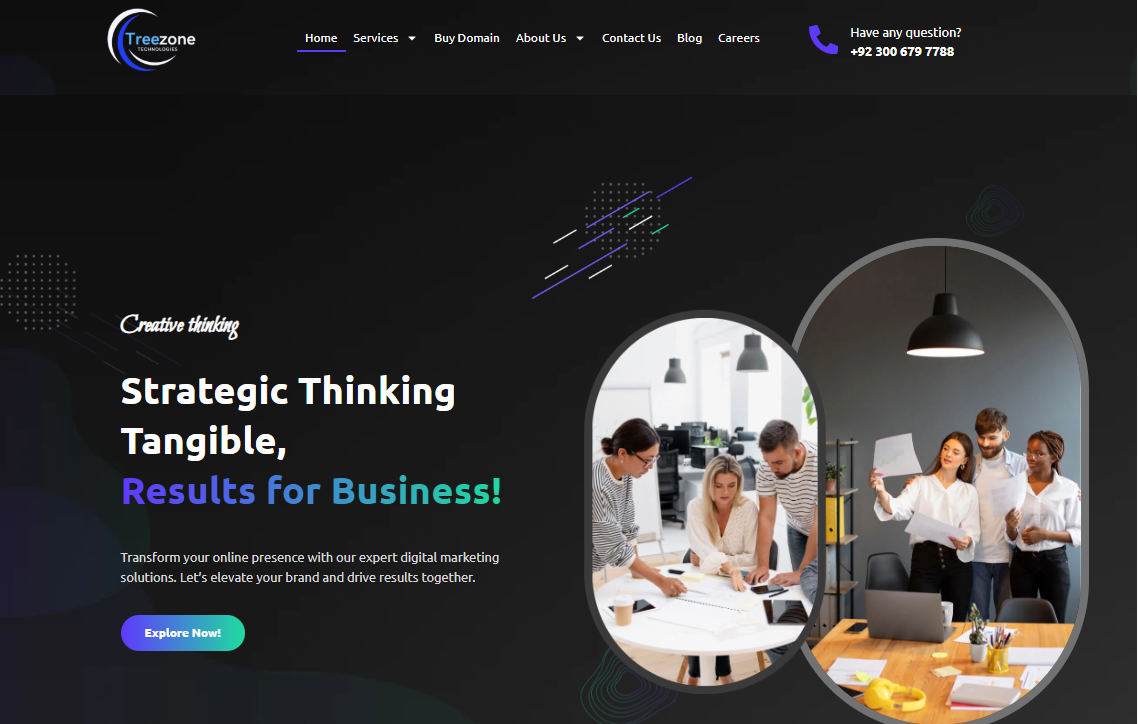 Treezone
TECHNOLOGIES
Home
Services
Buy Domain
About Us
Contact Us
Blog
Careers
Have any question?
+92 300 679 7788
Creative thinking
Strategic Thinking
Tangible,
Results for Business!
Transform your online presence with our expert digital marketing
solutions. Let's elevate your brand and drive results together.
Explore Now!